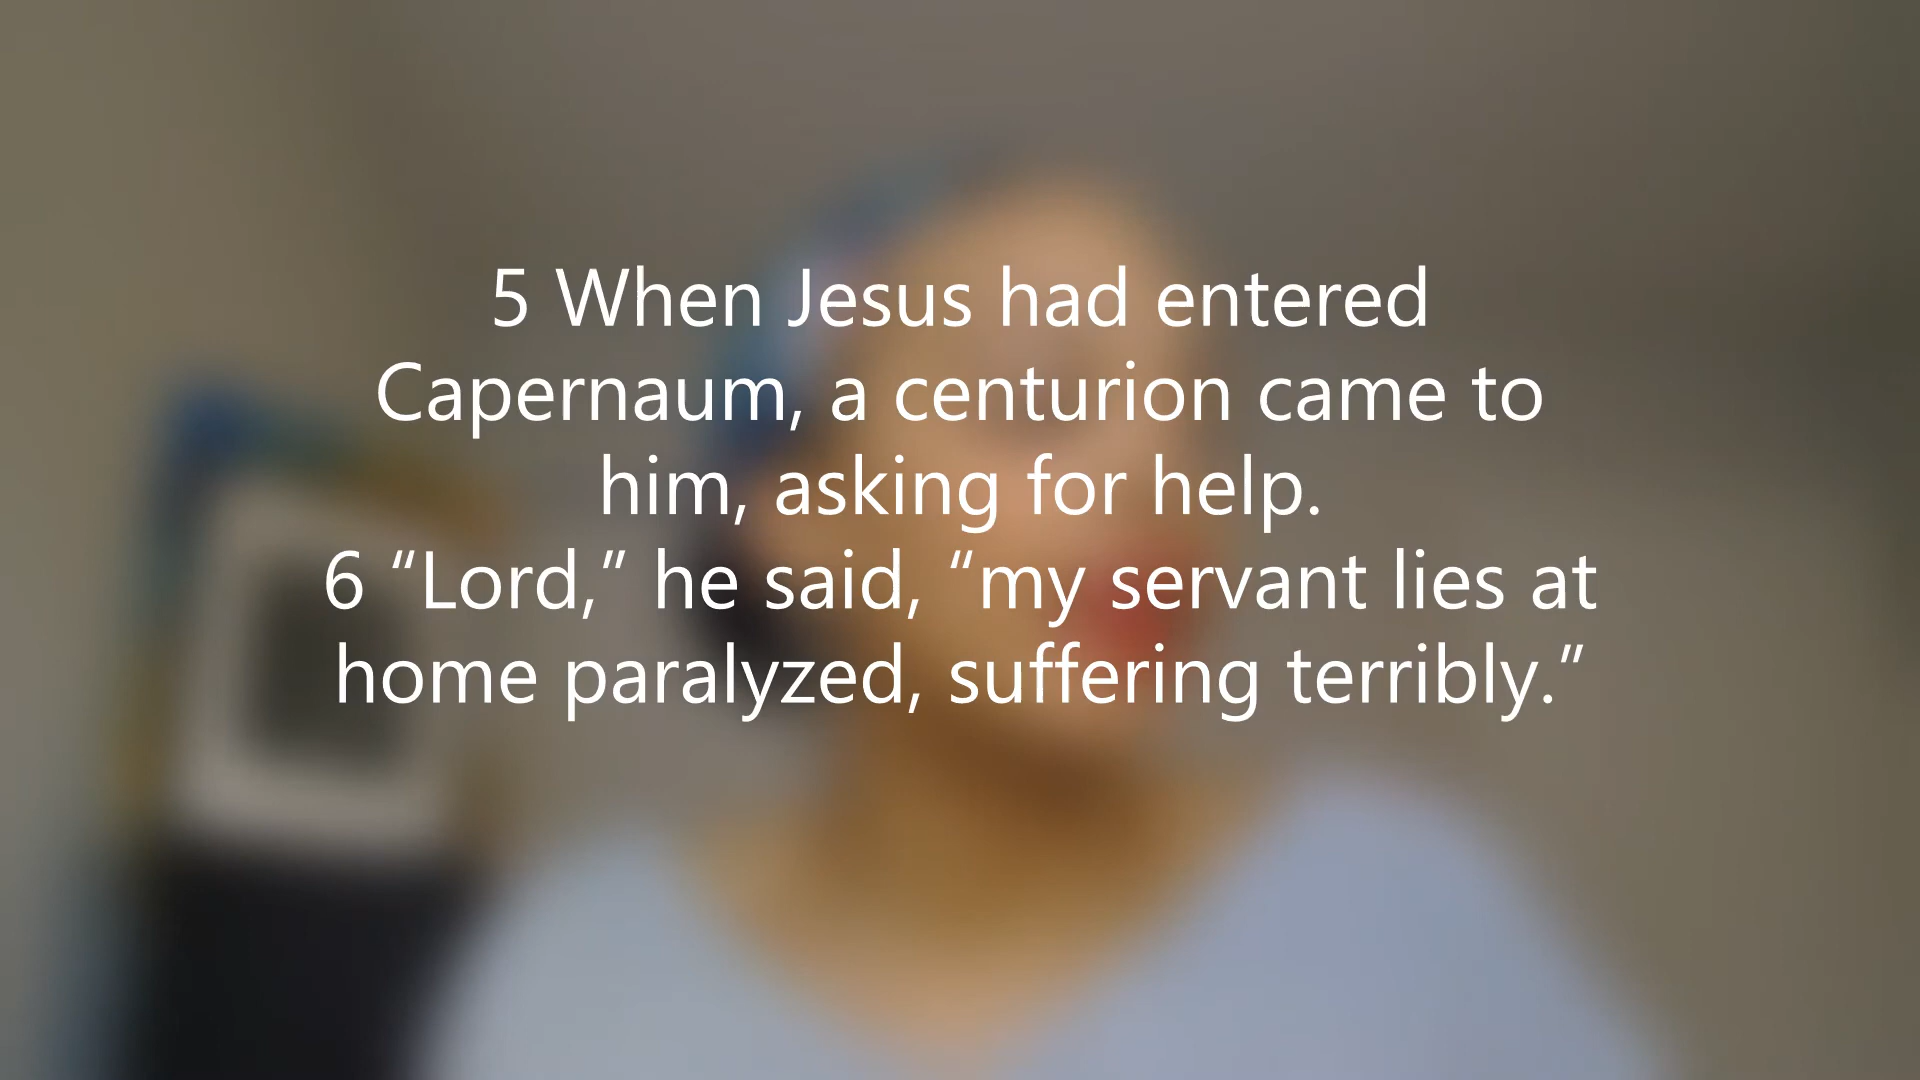 5 When Jesus had entered
Capernaum, a centurion came to
him, asking for help.
6 “Lord,” he said, “my servant lies at
home paralyzed, suffering terribly.”